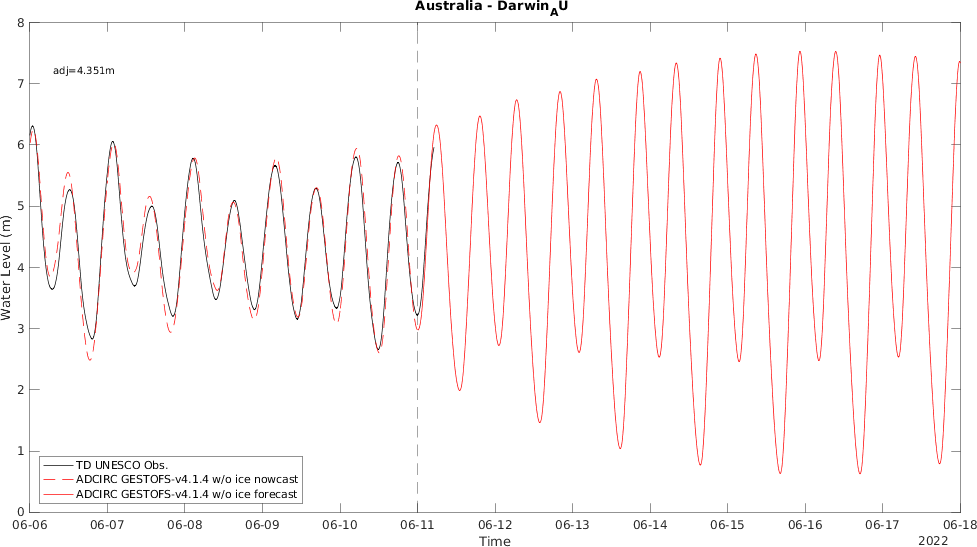 Australia - Darwin_AU
8
adj=4.351m
7
6
5
4
3
2
1
0
Water Level (m)
TD UNESCO Obs.
ADCIRC GESTOFS-v4.1.4 w/o ice nowcast
ADCIRC GESTOFS-v4.1.4 w/o ice forecast
06-06 06-07 06-08 06-09 06-10 06-11 06-12 06-13 06-14 06-15 06-16 06-17 06-18
Time
2022